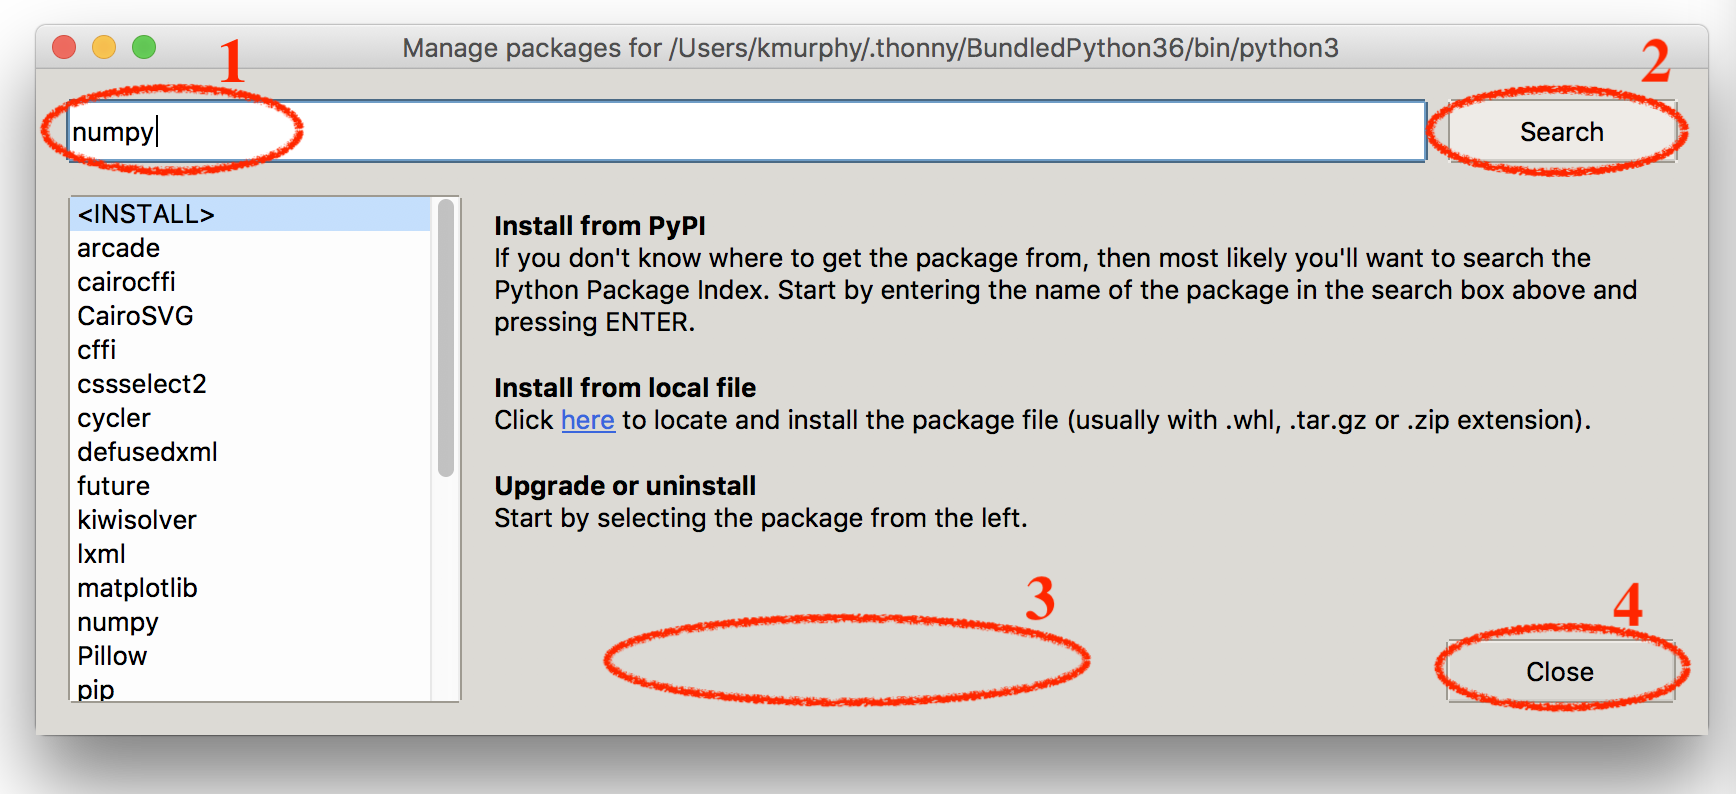 Manage packages for /Users/kmurphy/.thonny/BundledPython36/bin/python3
1
2
numpy
Search
<INSTALL>
arcade
cairocffi
CairoSVG
cffi
cssselect2
cycler
defusedxml
future
kiwisolver
lxml
matplotlib
numpy
Pillow
pip
Install from PyPI
If you don't know where to get the package from, then most likely you'll want to search the
Python Package Index. Start by entering the name of the package in the search box above and
pressing ENTER.
Install from local file
Click here to locate and install the package file (usually with .whl, .tar.gz or .zip extension).
Upgrade or uninstall
Start by selecting the package from the left.
3
4
Close